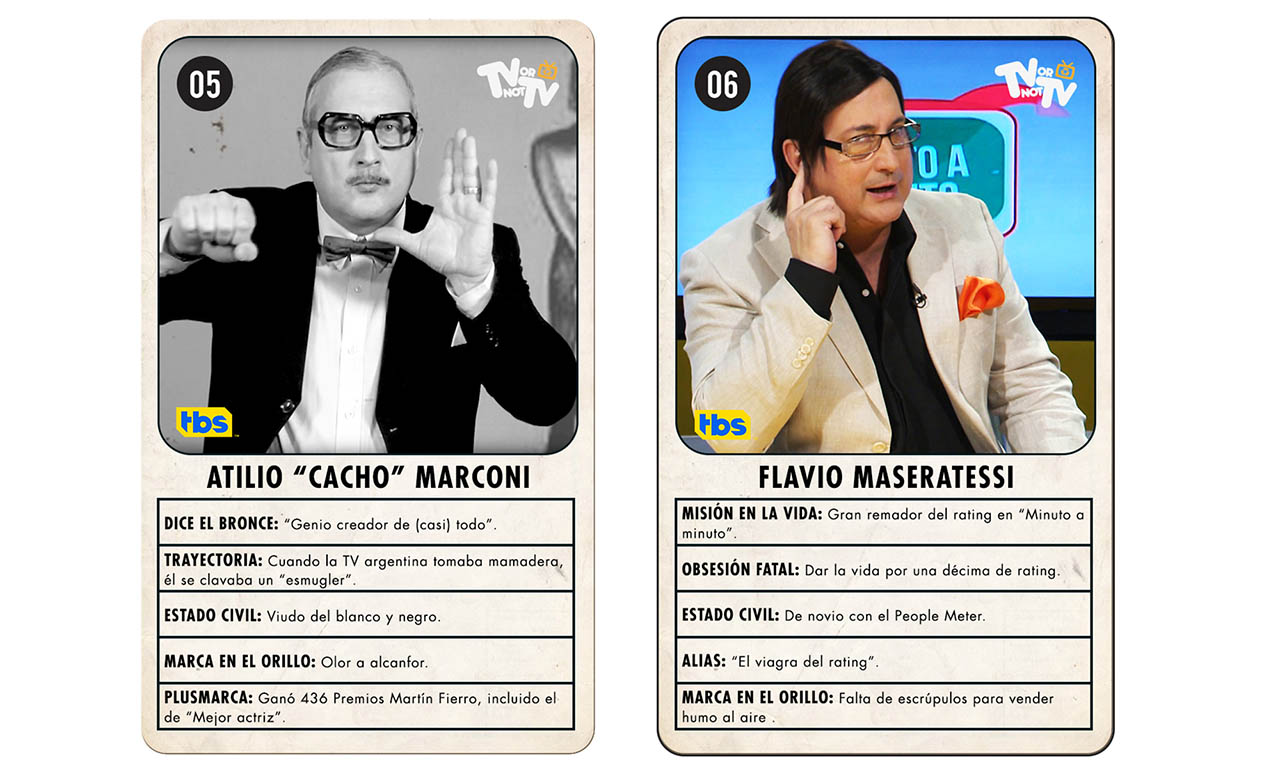 05
TV OR NOT TV
tbs
ATILIO “CACHO” MARCONI
DICE EL BRONCE: “Genio creador de (casi) todo”.
TRAYECTORIA: Cuando la TV argentina tomaba mamadera,
él se clavaba un “esmugler”.
ESTADO CIVIL: Viudo del blanco y negro.
MARCA EN EL ORILLO: Olor a alcanfor.
PLUSMARCA: Ganó 436 Premios Martín Fierro, incluido el
de “Mejor actriz”.
06
TV OR NOT TV
O A
tbs
FLAVIO MASERATESSI
MISIÓN EN LA VIDA: Gran remador del rating en “Minuto a
minuto”.
OBSESIÓN FATAL: Dar la vida por una décima de rating.
ESTADO CIVIL: De novio con el People Meter.
ALIAS: “El viagra del rating”.
MARCA EN EL ORILLO: Falta de escrúpulos para vender
humo al aire .